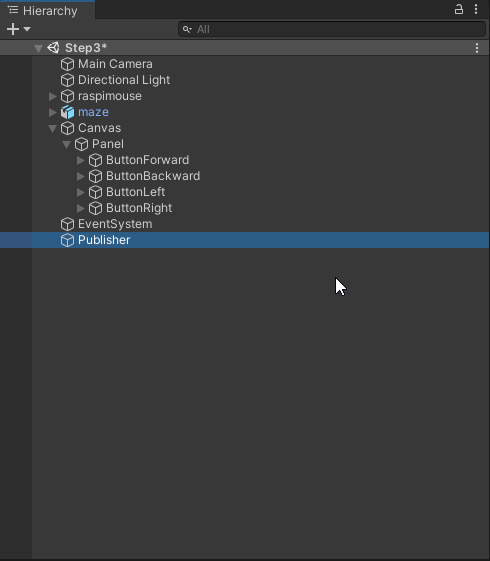 Hierarchy
All
Step3*
Main Camera
Directional Light
raspimouse
maze
Canvas
Panel
ButtonForward
ButtonBackward
ButtonLeft
ButtonRight
EventSystem
Publisher